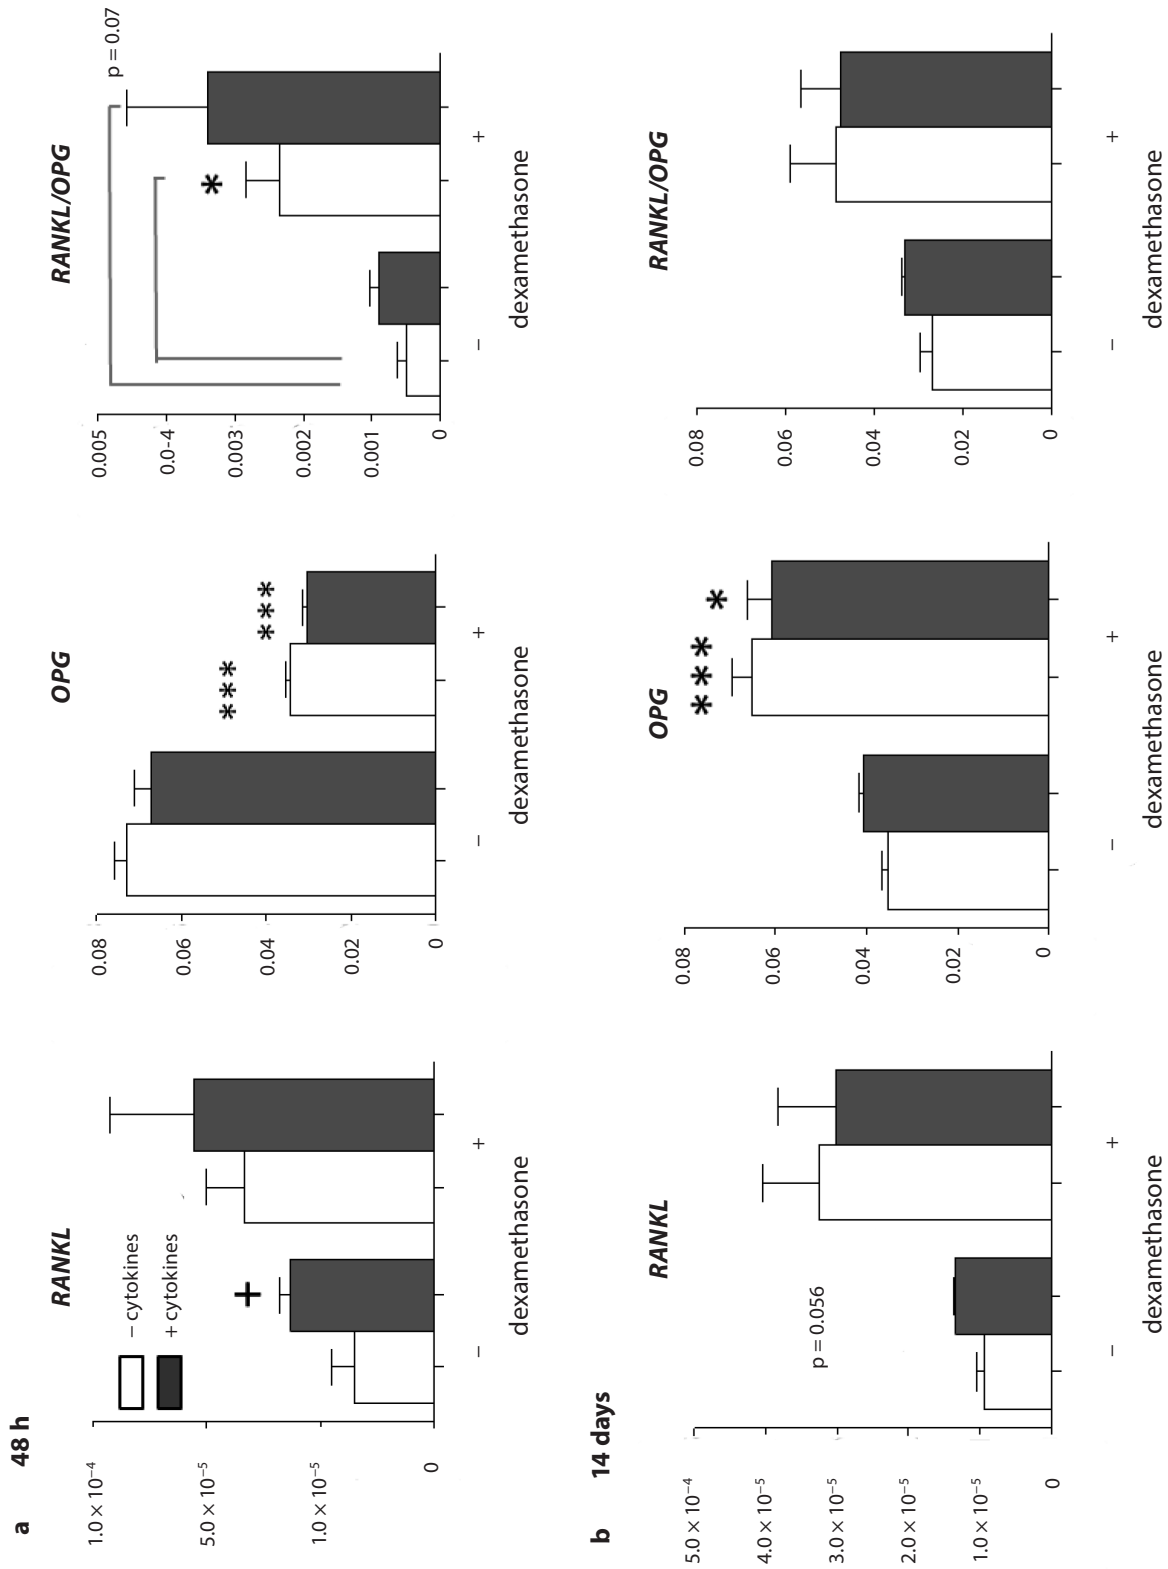 a 48 h
RANKL
1.0 × 10⁻⁴
5.0 × 10⁻⁵
1.0 × 10⁻⁵
0
– cytokines
+ cytokines
+
– +
dexamethasone
OPG
0.08
0.06
0.04
0.02
0
***
***
– +
dexamethasone
RANKL/OPG
0.005
0.0-4
0.003
0.002
0.001
0
p = 0.07
*
– +
dexamethasone
b 14 days
RANKL
5.0 × 10⁻⁴
4.0 × 10⁻⁵
3.0 × 10⁻⁵
2.0 × 10⁻⁵
1.0 × 10⁻⁵
0
p = 0.056
– +
dexamethasone
OPG
0.08
0.06
0.04
0.02
0
***
*
– +
dexamethasone
RANKL/OPG
0.08
0.06
0.04
0.02
0
– +
dexamethasone